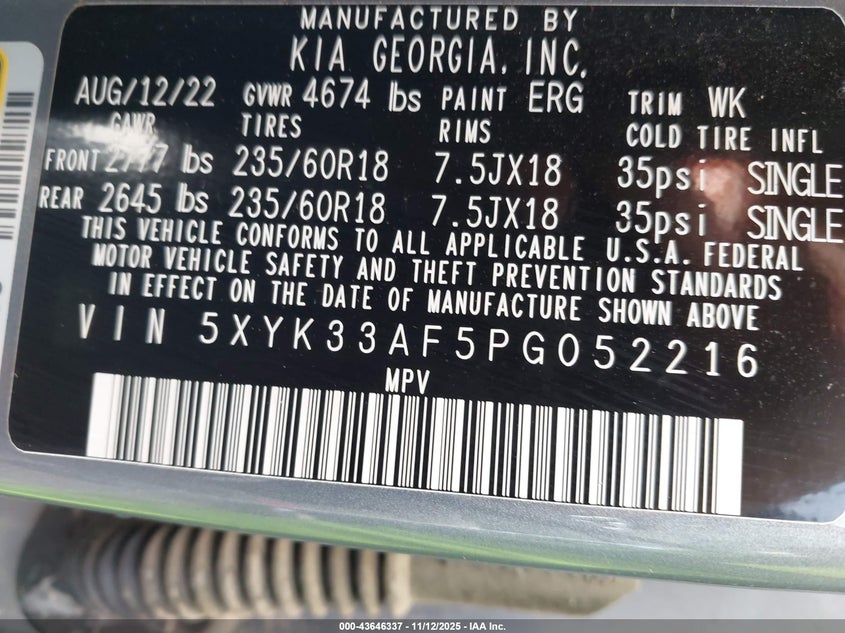 MANUFACTURED BY
KIA GEORGIA, INC.
AUG/12/22 GVWR 4674 lbs PAINT ERG TRIM WK
GAWR TIRES RIMS COLD TIRE INFL
FRONT 2777 lbs 235/60R18 7.5JX18 35psi SINGLE
REAR 2645 lbs 235/60R18 7.5JX18 35psi SINGLE
THIS VEHICLE CONFORMS TO ALL APPLICABLE U.S.A. FEDERAL
MOTOR VEHICLE SAFETY AND THEFT PREVENTION STANDARDS
IN EFFECT ON THE DATE OF MANUFACTURE SHOWN ABOVE
VIN 5XYK33AF5PG052216
MPV
000-43646337 - 11/12/2025 - © IAA Inc.